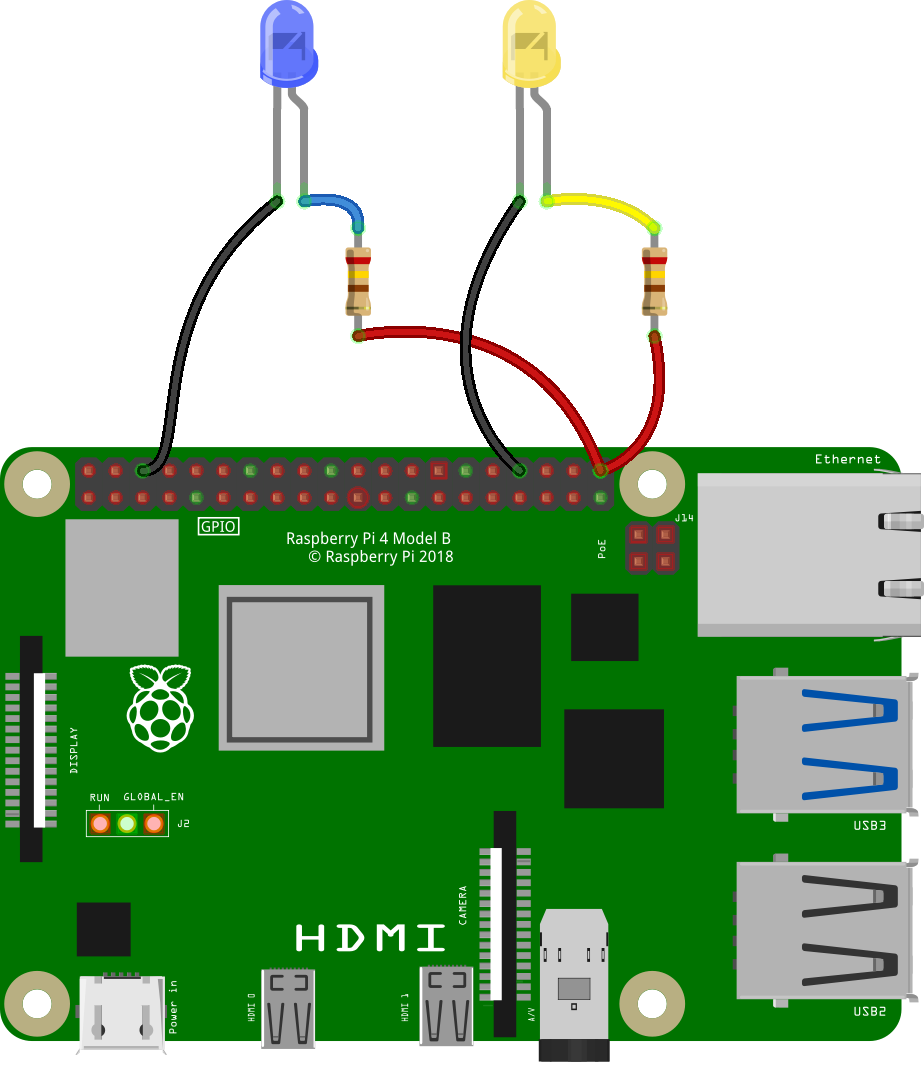 Ethernet
J14
GPIO
Raspberry Pi 4 Model B
© Raspberry Pi 2018
PoE
DISPLAY
RUN
GLOBAL_EN
J2
USB3
CAMERA
HDMI
Power in
HDMI 0
HDMI 1
A/V
USB2